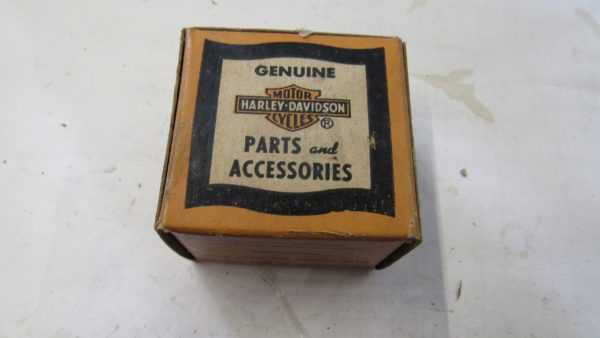 GENUINE
MOTOR
HARLEY-DAVIDSON
CYCLES ®
PARTS and
ACCESSORIES